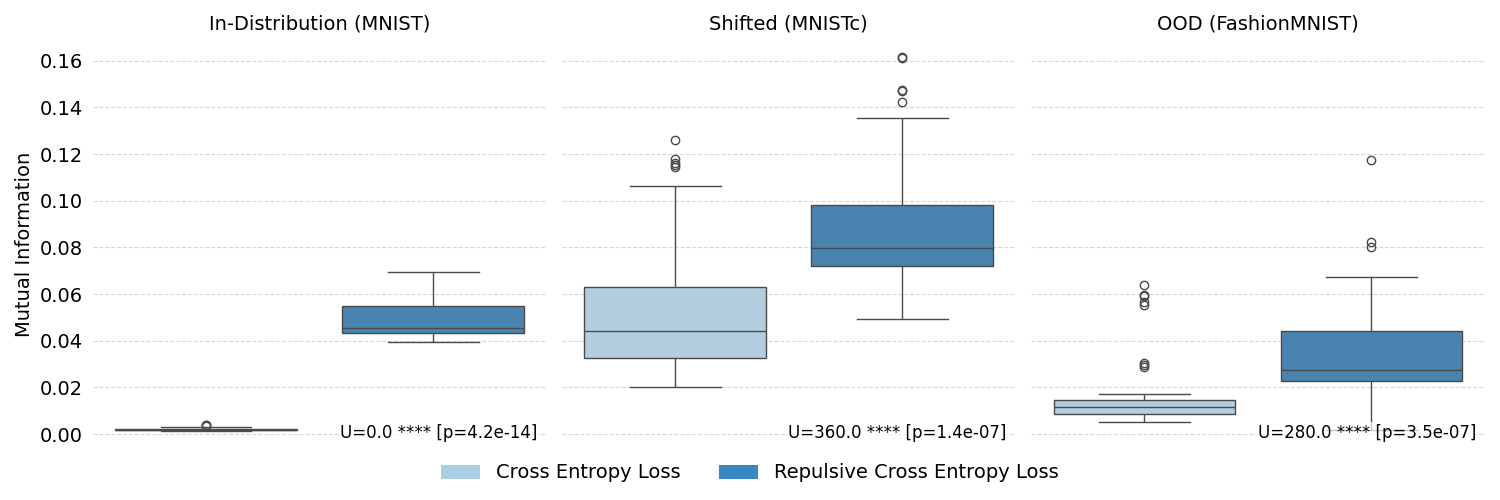 In-Distribution (MNIST)
Shifted (MNISTc)
OOD (FashionMNIST)
Mutual Information
0.16
0.14
0.12
0.10
0.08
0.06
0.04
0.02
0.00
U=0.0 **** [p=4.2e-14]
U=360.0 **** [p=1.4e-07]
U=280.0 **** [p=3.5e-07]
Cross Entropy Loss
Repulsive Cross Entropy Loss